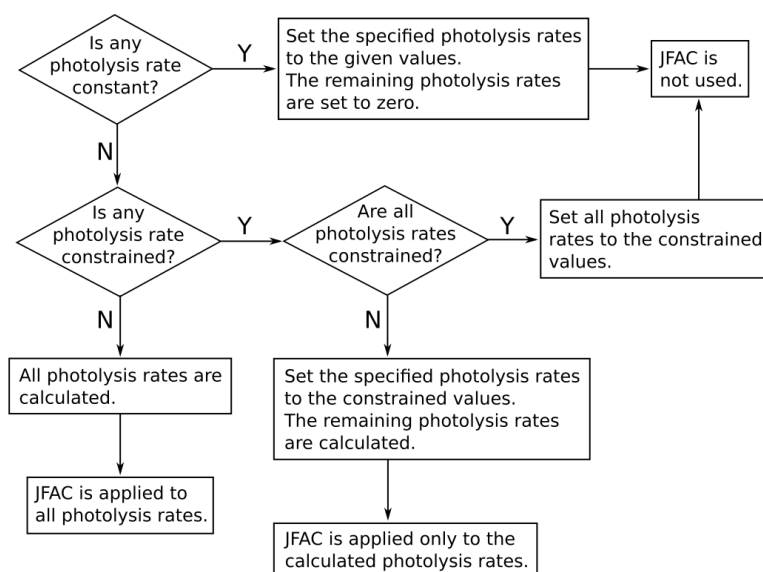 Is any
photolysis rate
constant?
Y
Set the specified photolysis rates
to the given values.
The remaining photolysis rates
are set to zero.
JFAC is
not used.
N
Is any
photolysis rate
constrained?
Y
Are all
photolysis rates
constrained?
Y
Set all photolysis
rates to the constrained
values.
N
N
All photolysis rates are
calculated.
Set the specified photolysis rates
to the constrained values.
The remaining photolysis rates
are calculated.
JFAC is applied to
all photolysis rates.
JFAC is applied only to the
calculated photolysis rates.